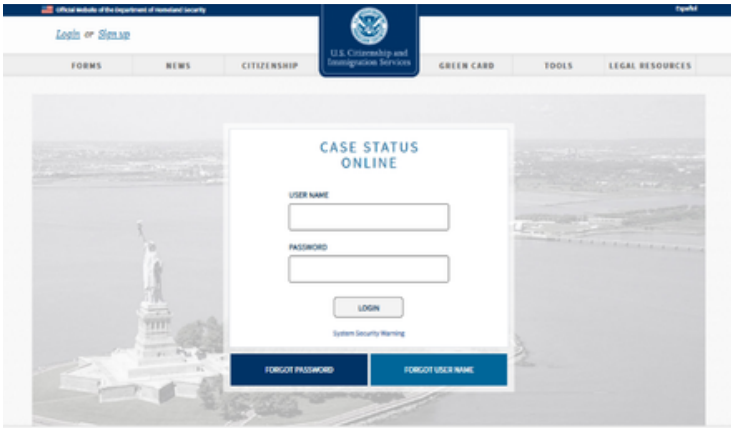 Official Website of the Department of Homeland Security
Español
Login or Sign up
U.S. Citizenship and
Immigration Services
FORMS
NEWS
CITIZENSHIP
GREEN CARD
TOOLS
LEGAL RESOURCES
CASE STATUS
ONLINE
USER NAME
PASSWORD
LOGIN
System Security Warning
FORGOT PASSWORD
FORGOT USER NAME